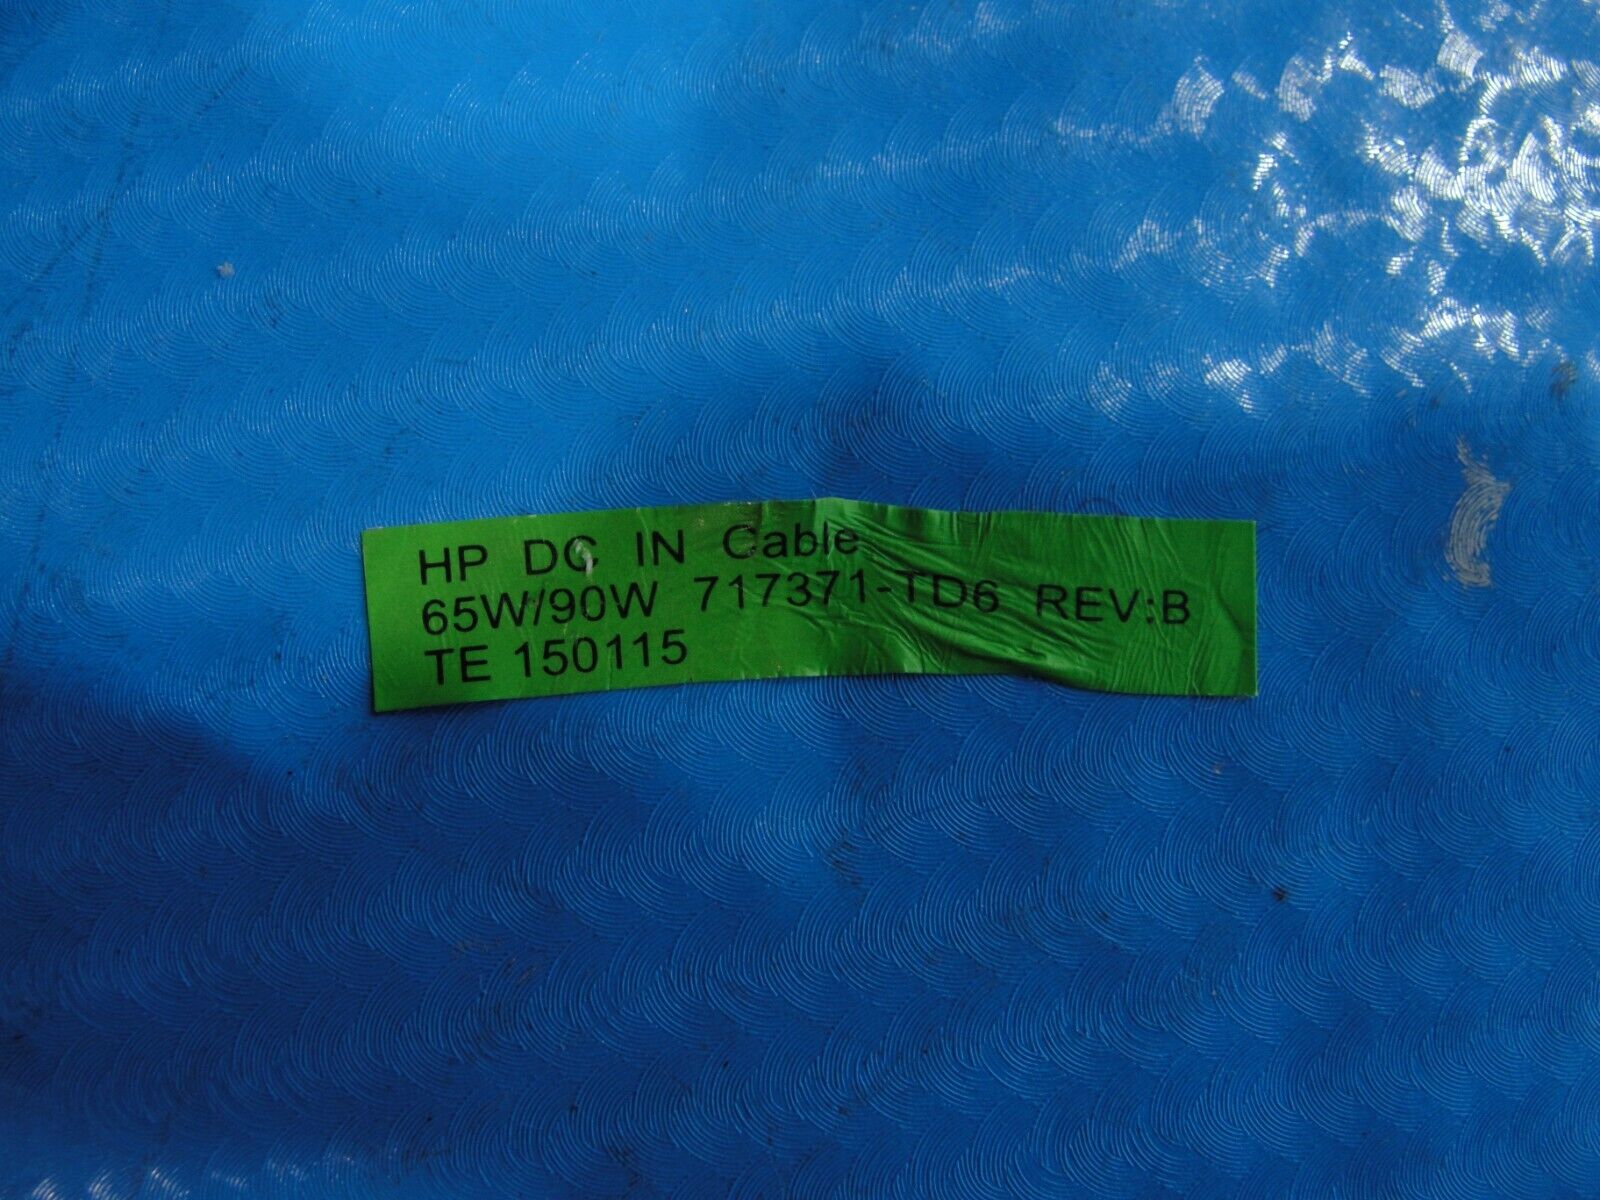 HP DC IN Cable
65W/90W 717371-TD6 REV:B
TE 150115